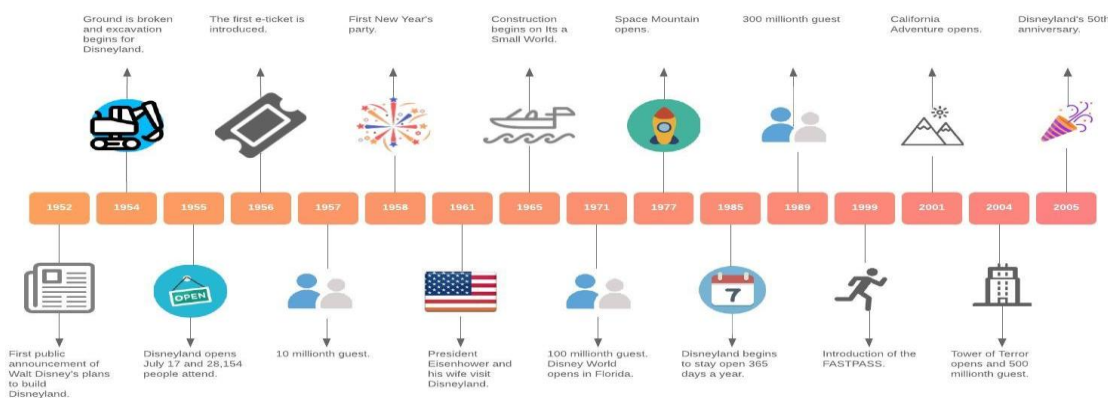 Ground is broken
and excavation
begins for
Disneyland.
The first e-ticket is
introduced.
First New Year's
party.
Construction
begins on Its a
Small World.
Space Mountain
opens.
300 millionth guest
California
Adventure opens.
Disneyland's 50th
anniversary.
OPEN
7
1952
1954
1955
1956
1957
1958
1961
1965
1971
1977
1985
1989
1999
2001
2004
2005
First public
announcement of
Walt Disney's plans
to build
Disneyland.
Disneyland opens
July 17 and 28,154
people attend.
10 millionth guest.
President
Eisenhower and
his wife visit
Disneyland.
100 millionth guest.
Disney World
opens in Florida.
Disneyland begins
to stay open 365
days a year.
Introduction of the
FASTPASS.
Tower of Terror
opens and 500
millionth guest.